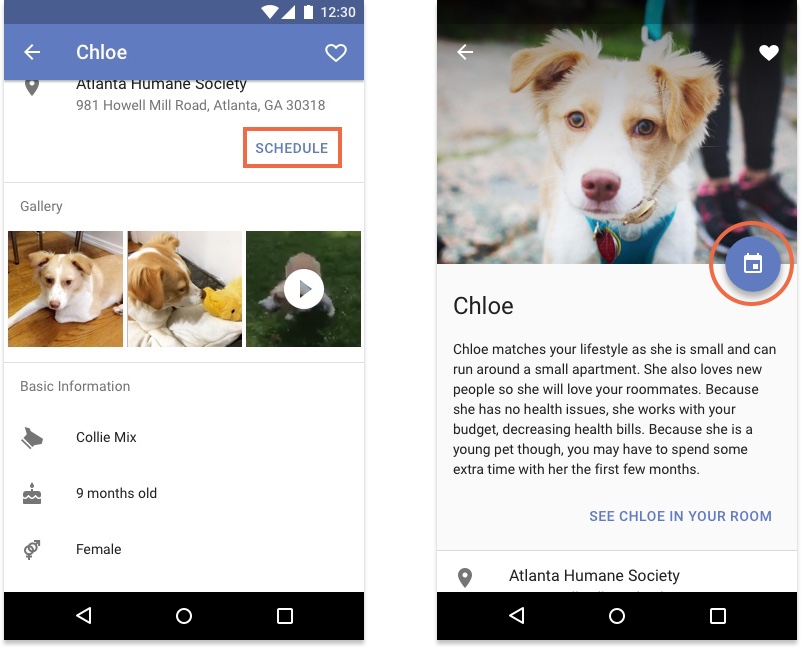 12:30
Chloe
Atlanta Humane Society
981 Howell Mill Road, Atlanta, GA 30318
SCHEDULE
Gallery
Basic Information
Collie Mix
9 months old
Female
Chloe
Chloe matches your lifestyle as she is small and can
run around a small apartment. She also loves new
people so she will love your roommates. Because
she has no health issues, she works with your
budget, decreasing health bills. Because she is a
young pet though, you may have to spend some
extra time with her the first few months.
SEE CHLOE IN YOUR ROOM
Atlanta Humane Society